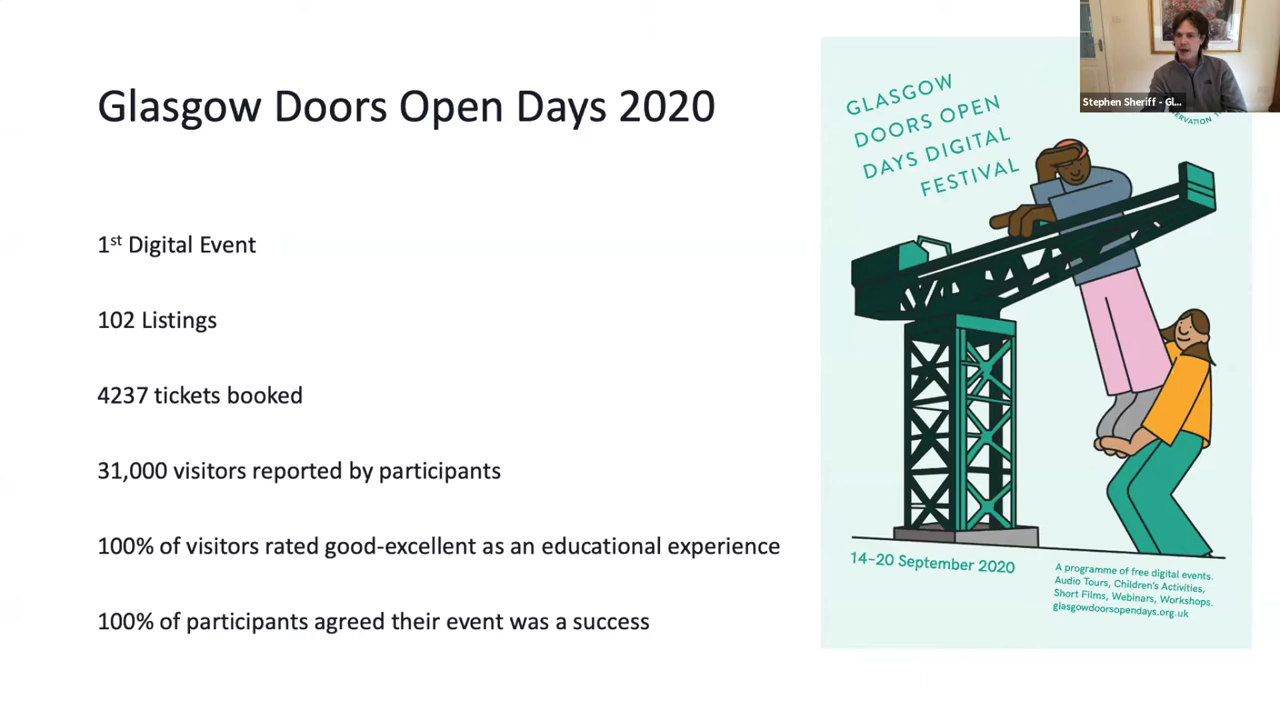 Glasgow Doors Open Days 2020
1st Digital Event
102 Listings
4237 tickets booked
31,000 visitors reported by participants
100% of visitors rated good-excellent as an educational experience
100% of participants agreed their event was a success
GLASGOW
DOORS OPEN
DAYS DIGITAL
FESTIVAL
14–20 September 2020
A programme of free digital events.
Audio Tours, Children's Activities,
Short Films, Webinars, Workshops.
glasgowdoorsopendays.org.uk
Stephen Sheriff - Gl...